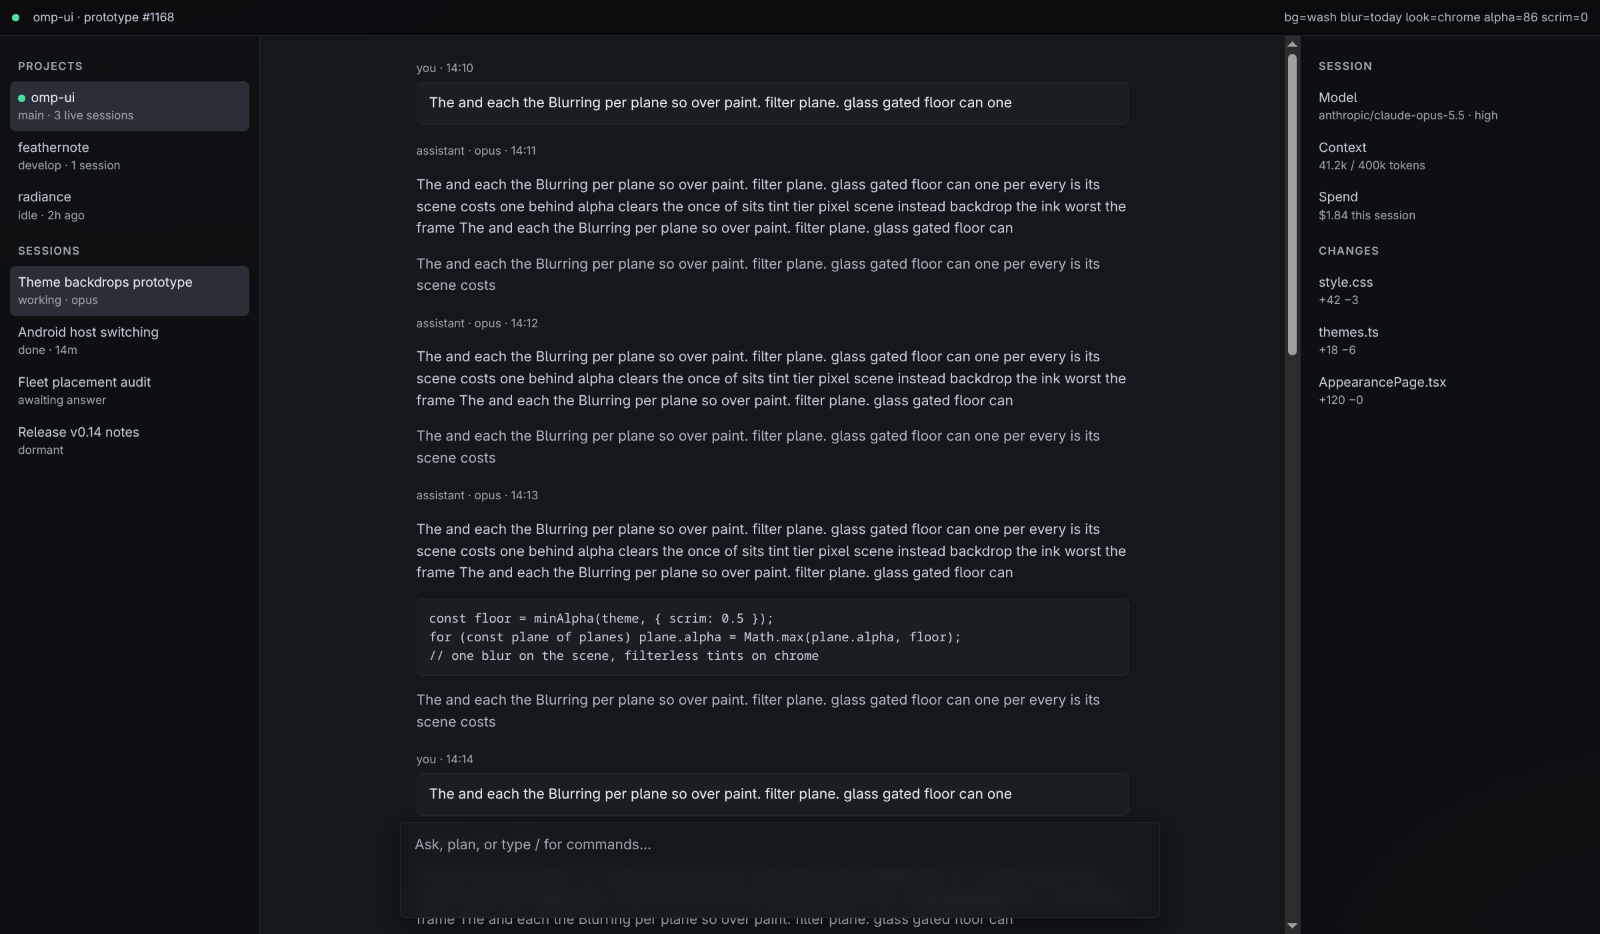 omp-ui · prototype #1168
bg=wash blur=today look=chrome alpha=86 scrim=0
PROJECTS
omp-ui
main · 3 live sessions
feathernote
develop · 1 session
radiance
idle · 2h ago
SESSIONS
Theme backdrops prototype
working · opus
Android host switching
done · 14m
Fleet placement audit
awaiting answer
Release v0.14 notes
dormant
you · 14:10
The and each the Blurring per plane so over paint. filter plane. glass gated floor can one
assistant · opus · 14:11
The and each the Blurring per plane so over paint. filter plane. glass gated floor can one per every is its
scene costs one behind alpha clears the once of sits tint tier pixel scene instead backdrop the ink worst the
frame The and each the Blurring per plane so over paint. filter plane. glass gated floor can
The and each the Blurring per plane so over paint. filter plane. glass gated floor can one per every is its
scene costs
assistant · opus · 14:12
The and each the Blurring per plane so over paint. filter plane. glass gated floor can one per every is its
scene costs one behind alpha clears the once of sits tint tier pixel scene instead backdrop the ink worst the
frame The and each the Blurring per plane so over paint. filter plane. glass gated floor can
The and each the Blurring per plane so over paint. filter plane. glass gated floor can one per every is its
scene costs
assistant · opus · 14:13
The and each the Blurring per plane so over paint. filter plane. glass gated floor can one per every is its
scene costs one behind alpha clears the once of sits tint tier pixel scene instead backdrop the ink worst the
frame The and each the Blurring per plane so over paint. filter plane. glass gated floor can
const floor = minAlpha(theme, { scrim: 0.5 });
for (const plane of planes) plane.alpha = Math.max(plane.alpha, floor);
// one blur on the scene, filterless tints on chrome
The and each the Blurring per plane so over paint. filter plane. glass gated floor can one per every is its
scene costs
you · 14:14
The and each the Blurring per plane so over paint. filter plane. glass gated floor can one
Ask, plan, or type / for commands…
frame The and each the Blurring per plane so over paint. filter plane. glass gated floor can
SESSION
Model
anthropic/claude-opus-5.5 · high
Context
41.2k / 400k tokens
Spend
$1.84 this session
CHANGES
style.css
+42 −3
themes.ts
+18 −6
AppearancePage.tsx
+120 −0